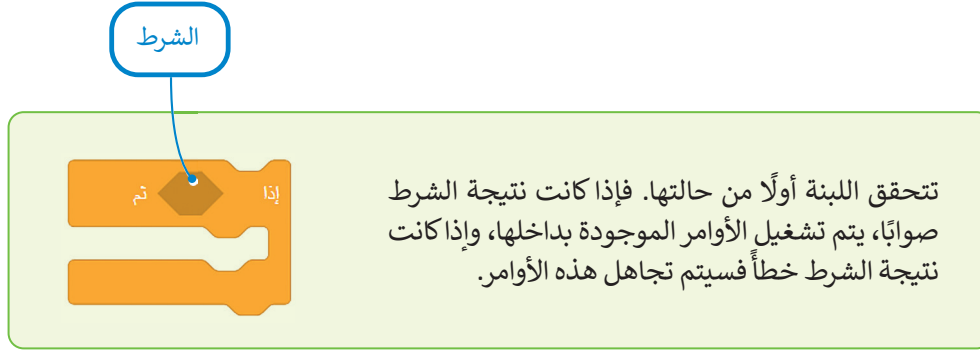 الشرط
إذا ثم
تتحقق اللبنة أولًا من حالتها. فإذا كانت نتيجة الشرط
صوابًا، يتم تشغيل الأوامر الموجودة بداخلها، وإذا كانت
نتيجة الشرط خطأً فسيتم تجاهل هذه الأوامر.